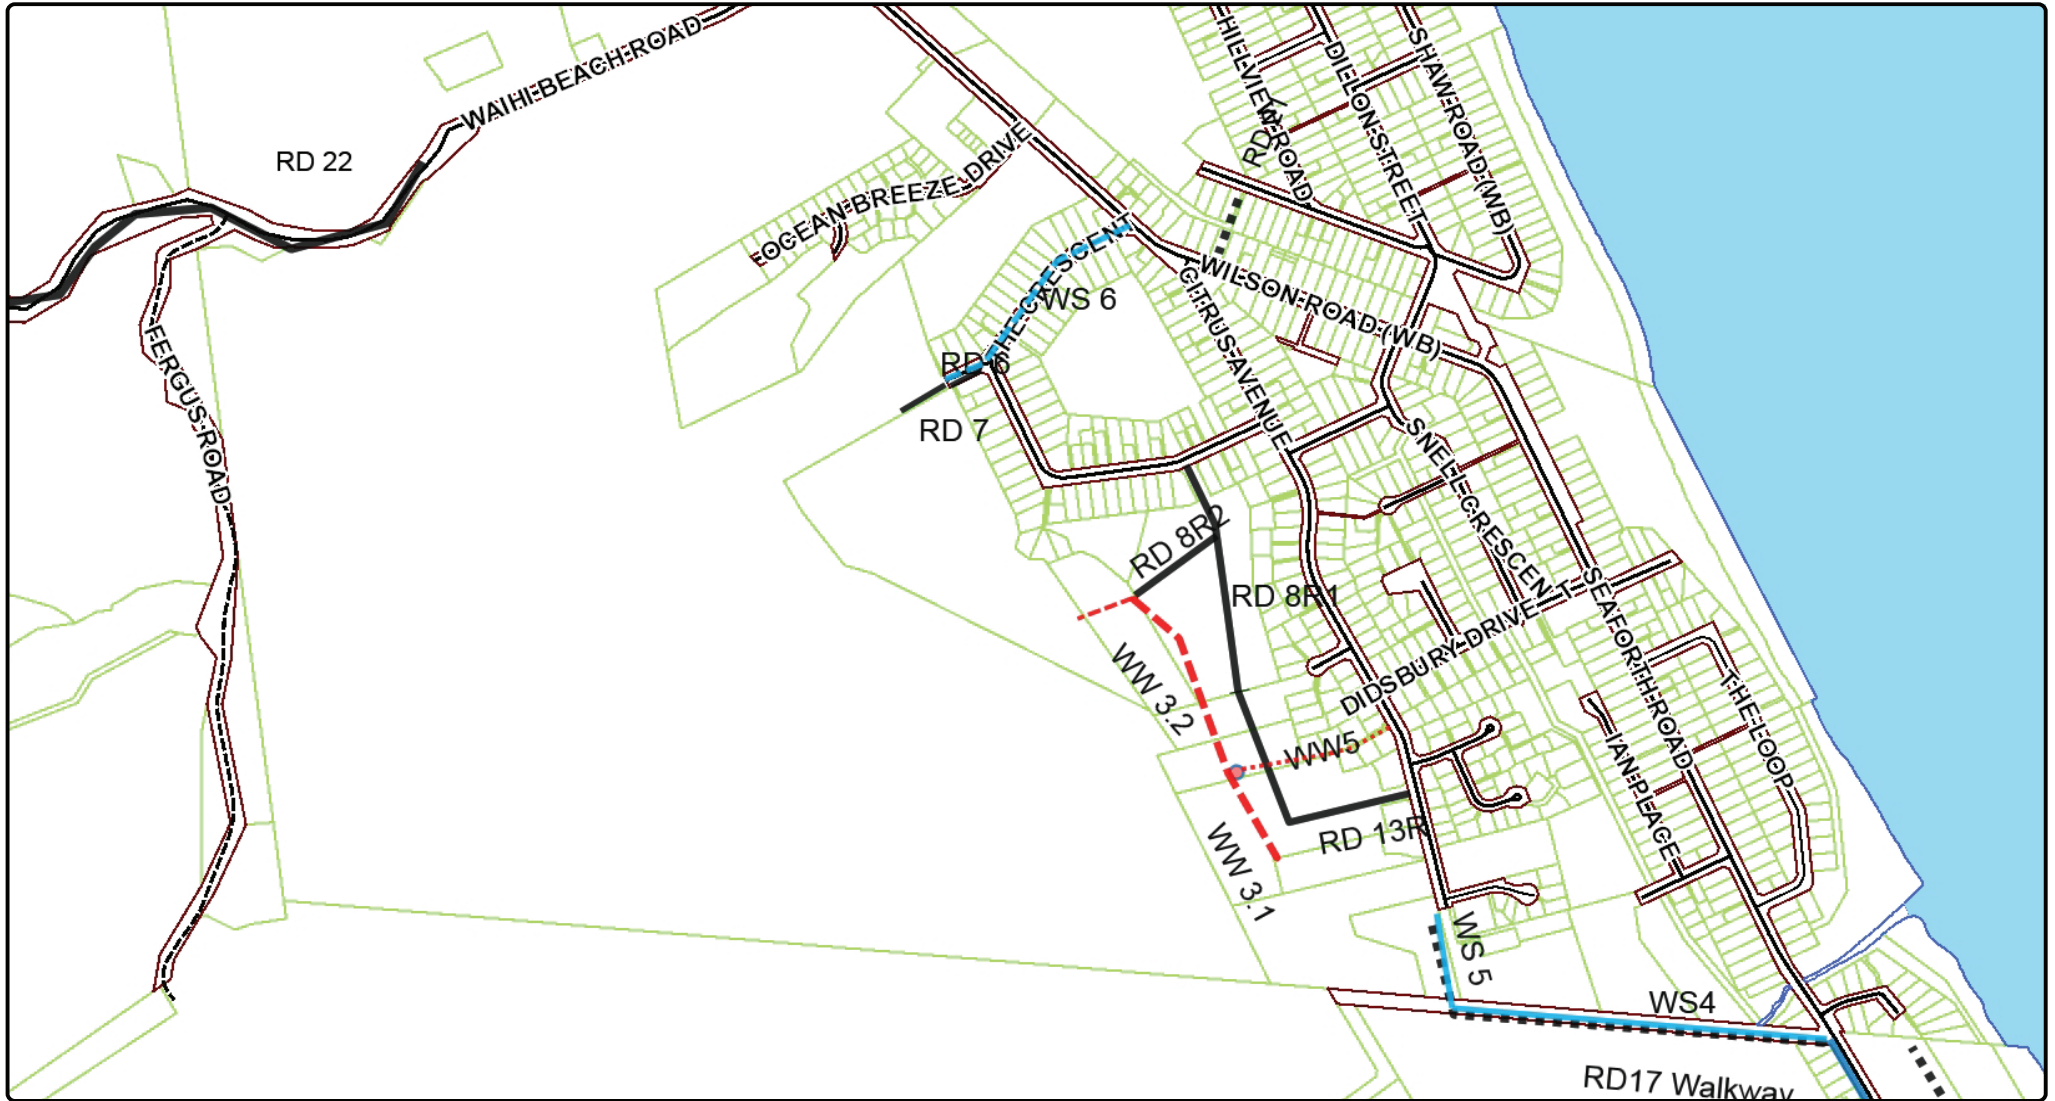 WAIHI BEACH ROAD
HILLVIEW ROAD
DILLON STREET
SHAW ROAD (WB)
RD 22
OCEAN BREEZE DRIVE
THE CRESCENT
WS 6
CITRUS AVENUE
WILSON ROAD (WB)
FERGUS ROAD
RD 6
RD 7
SNELL CRESCENT
RD 8R2
RD 8R1
DIDSBURY DRIVE
SEAFORTH ROAD
THE LOOP
WW 3.2
WW5
IAN PLACE
RD 13R
WW 3.1
WS 5
WS4
RD17 Walkway